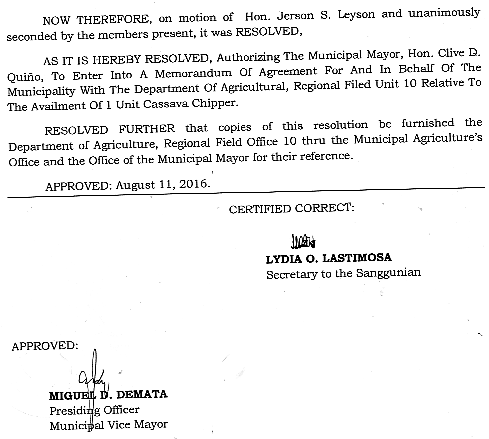 NOW THEREFORE, on motion of Hon. Jerson S. Leyson and unanimously
seconded by the members present, it was RESOLVED,
AS IT IS HEREBY RESOLVED, Authorizing The Municipal Mayor, Hon. Clive D.
Quiño, To Enter Into A Memorandum Of Agreement For And In Behalf Of The
Municipality With The Department Of Agricultural, Regional Filed Unit 10 Relative To
The Availment Of 1 Unit Cassava Chipper.
RESOLVED FURTHER that copies of this resolution be furnished the
Department of Agriculture, Regional Field Office 10 thru the Municipal Agriculture's
Office and the Office of the Municipal Mayor for their reference.
APPROVED: August 11, 2016.
CERTIFIED CORRECT:
LYDIA O. LASTIMOSA
Secretary to the Sanggunian
APPROVED:
MIGUEL D. DEMATA
Presiding Officer
Municipal Vice Mayor